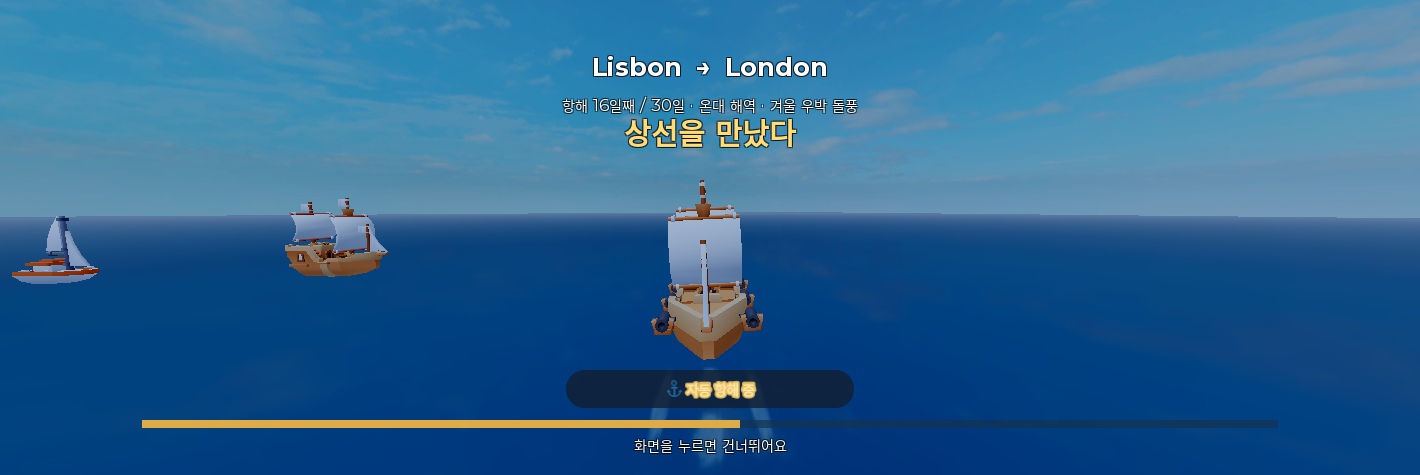 Lisbon → London
항해 16일째 / 30일 · 온대 해역 · 겨울 우박 돌풍
상선을 만났다
⚓ 자동 항해 중
화면을 누르면 건너뛰어요